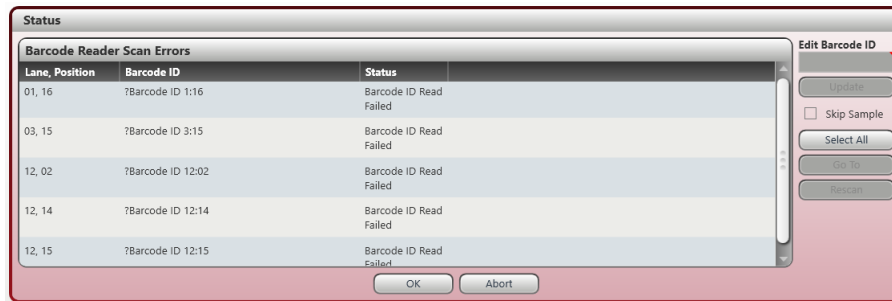 Status
Barcode Reader Scan Errors
Lane, Position Barcode ID Status
01, 16 ?Barcode ID 1:16 Barcode ID Read
Failed
03, 15 ?Barcode ID 3:15 Barcode ID Read
Failed
12, 02 ?Barcode ID 12:02 Barcode ID Read
Failed
12, 14 ?Barcode ID 12:14 Barcode ID Read
Failed
12, 15 ?Barcode ID 12:15 Barcode ID Read
Failed
Edit Barcode ID
Update
Skip Sample
Select All
Go To
Rescan
OK Abort